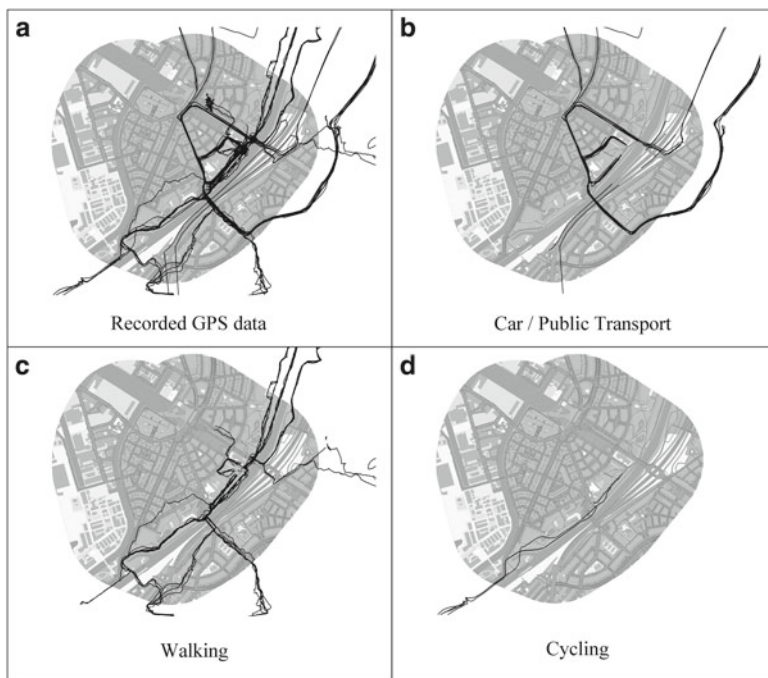 a
b
Recorded GPS data
Car / Public Transport
c
d
Walking
Cycling